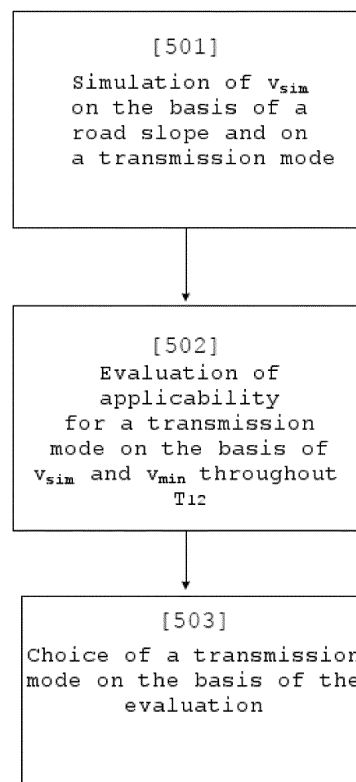 [501]
Simulation of vsim
on the basis of a
road slope and on
a transmission mode
[502]
Evaluation of
applicability
for a transmission
mode on the basis of
vsim and vmin throughout
T12
[503]
Choice of a transmission
mode on the basis of the
evaluation